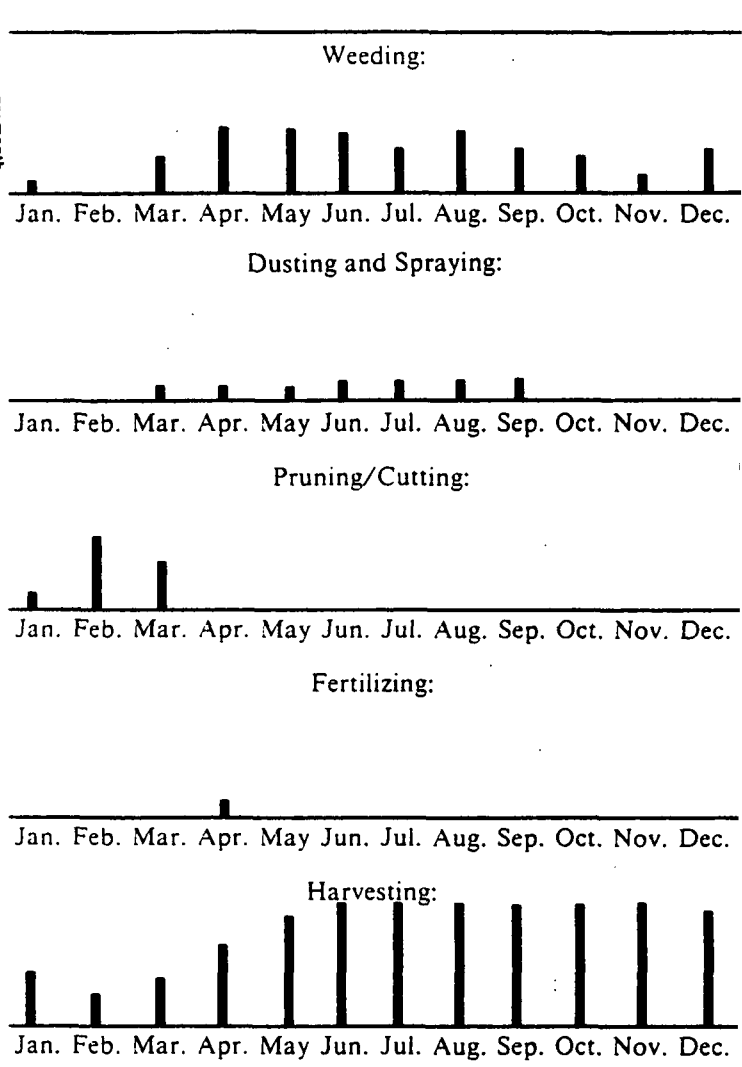 Weeding:
Jan. Feb. Mar. Apr. May Jun. Jul. Aug. Sep. Oct. Nov. Dec.
Dusting and Spraying:
Jan. Feb. Mar. Apr. May Jun. Jul. Aug. Sep. Oct. Nov. Dec.
Pruning/Cutting:
Jan. Feb. Mar. Apr. May Jun. Jul. Aug. Sep. Oct. Nov. Dec.
Fertilizing:
Jan. Feb. Mar. Apr. May Jun. Jul. Aug. Sep. Oct. Nov. Dec.
Harvesting:
Jan. Feb. Mar. Apr. May Jun. Jul. Aug. Sep. Oct. Nov. Dec.